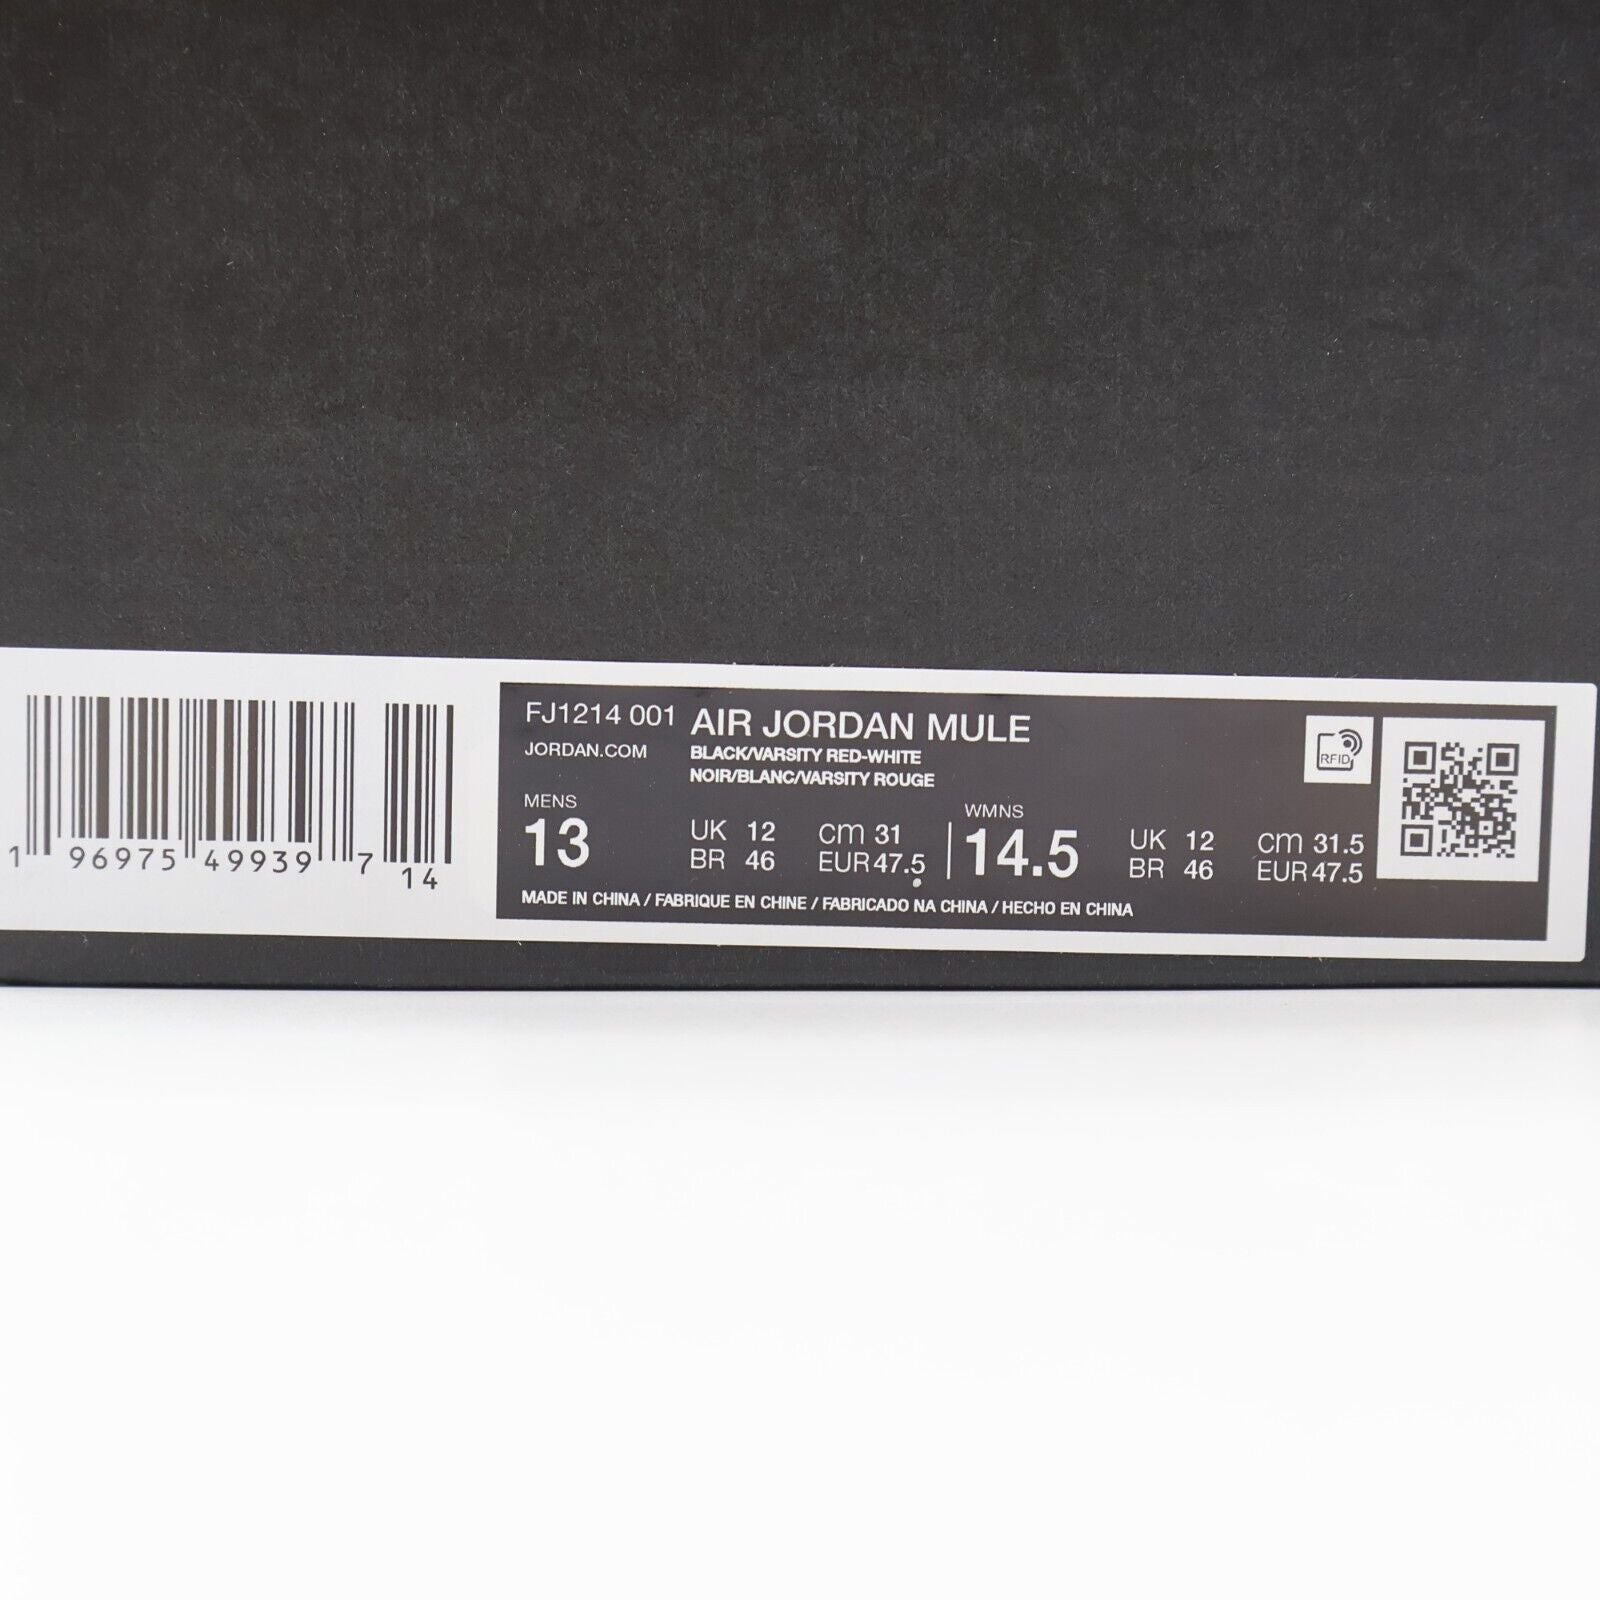 FJ1214 001 AIR JORDAN MULE
JORDAN.COM BLACK/VARSITY RED-WHITE
NOIR/BLANC/VARSITY ROUGE
RFID
MENS
13
UK 12 cm 31
BR 46 EUR 47.5
WMNS
14.5
UK 12 cm 31.5
BR 46 EUR 47.5
MADE IN CHINA / FABRIQUE EN CHINE / FABRICADO NA CHINA / HECHO EN CHINA
1 96975 49939 7 14